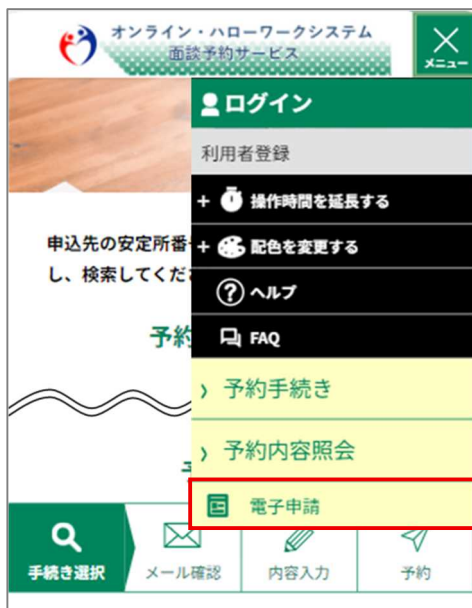 オンライン・ハローワークシステム
面談予約サービス
メニュー
ログイン
利用者登録
+ 操作時間を延長する
+ 配色を変更する
? ヘルプ
FAQ
› 予約手続き
› 予約内容照会
電子申請
申込先の安定所番
し、検索してくだ
予約
手続き選択
メール確認
内容入力
予約